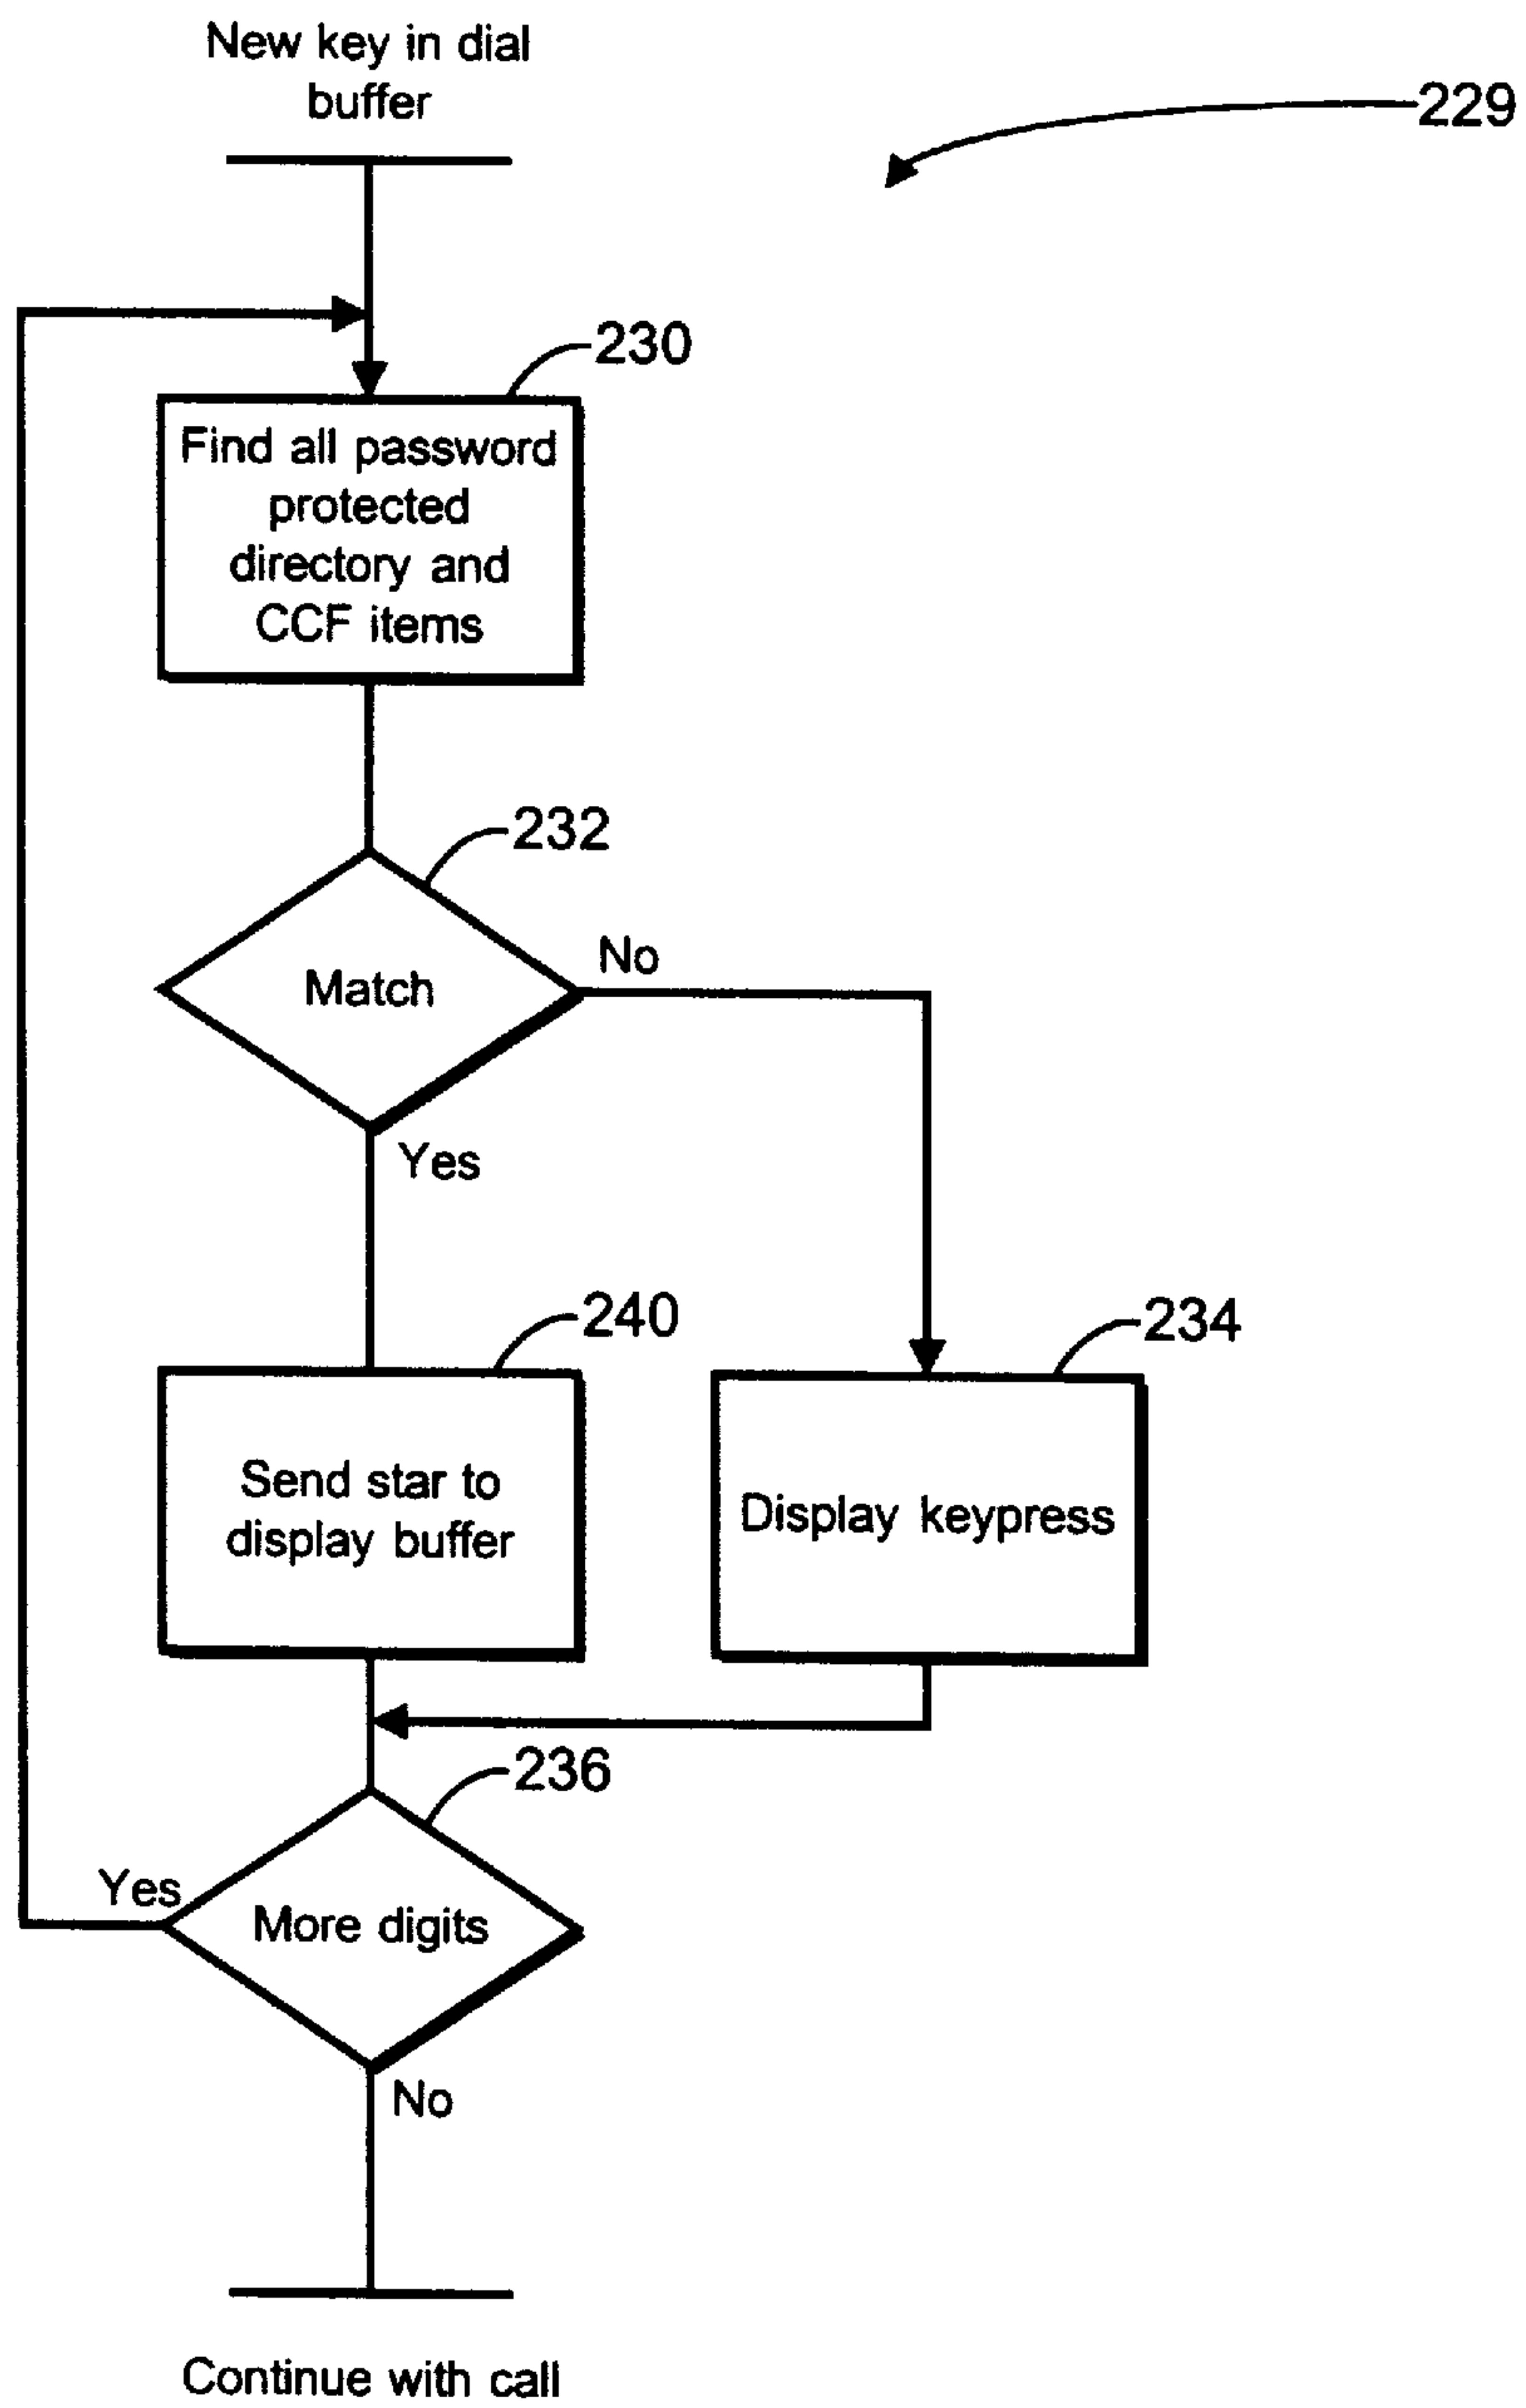 New key in dial
buffer
229
230
Find all password
protected
directory and
CCF items
232
Match
No
Yes
240
234
Send star to
display buffer
Display keypress
236
Yes
More digits
No
Continue with call